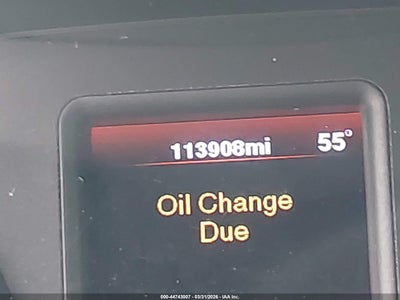 113908mi 55°
Oil Change
Due
000-44743007 - 03/31/2026 - IAA Inc.